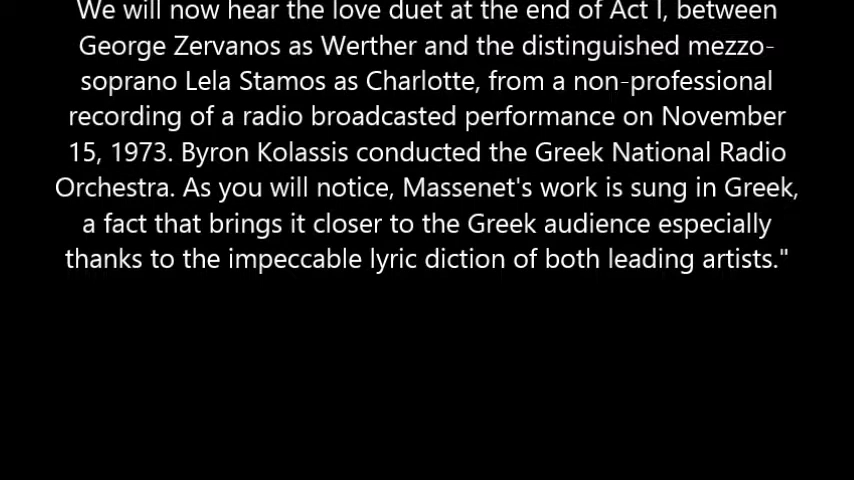 We will now hear the love duet at the end of Act I, between
George Zervanos as Werther and the distinguished mezzo-
soprano Lela Stamos as Charlotte, from a non-professional
recording of a radio broadcasted performance on November
15, 1973. Byron Kolassis conducted the Greek National Radio
Orchestra. As you will notice, Massenet's work is sung in Greek,
a fact that brings it closer to the Greek audience especially
thanks to the impeccable lyric diction of both leading artists."